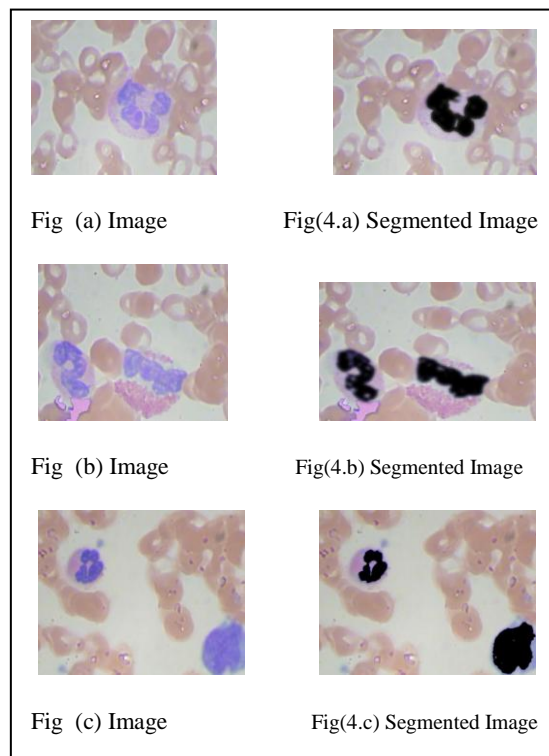 Fig (a) Image Fig(4.a) Segmented Image
Fig (b) Image Fig(4.b) Segmented Image
Fig (c) Image Fig(4.c) Segmented Image